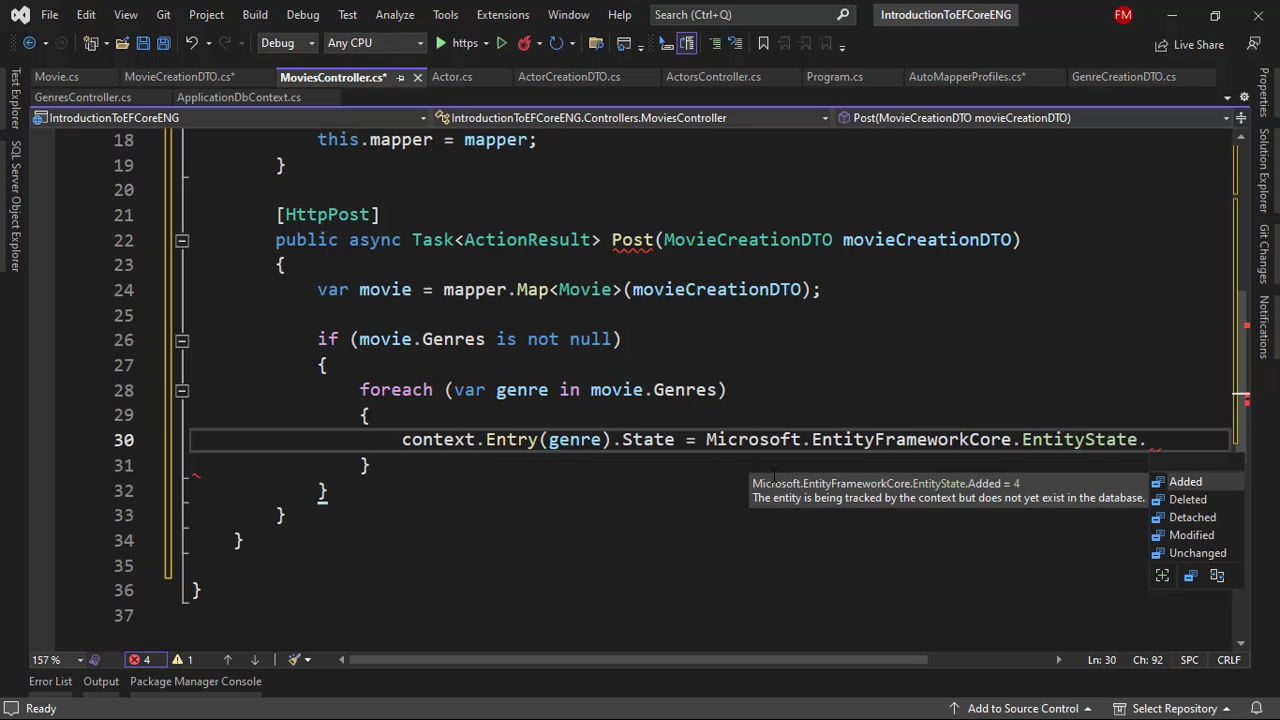 File Edit View Git Project Build Debug Test Analyze Tools Extensions Window Help Search (Ctrl+Q) IntroductionToEFCoreENG FM
Debug Any CPU https Live Share
Movie.cs MovieCreationDTO.cs* MoviesController.cs* Actor.cs ActorCreationDTO.cs ActorsController.cs Program.cs AutoMapperProfiles.cs* GenreCreationDTO.cs
GenresController.cs ApplicationDbContext.cs
IntroductionToEFCoreENG IntroductionToEFCoreENG.Controllers.MoviesController Post(MovieCreationDTO movieCreationDTO)
Test Explorer
SQL Server Object Explorer
18 this.mapper = mapper;
19 }
20
21 [HttpPost]
22 public async Task<ActionResult> Post(MovieCreationDTO movieCreationDTO)
23 {
24 var movie = mapper.Map<Movie>(movieCreationDTO);
25
26 if (movie.Genres is not null)
27 {
28 foreach (var genre in movie.Genres)
29 {
30 context.Entry(genre).State = Microsoft.EntityFrameworkCore.EntityState.
31 }
32 }
33 }
34 }
35
36 }
37
Microsoft.EntityFrameworkCore.EntityState.Added = 4
The entity is being tracked by the context but does not yet exist in the database.
Added
Deleted
Detached
Modified
Unchanged
Properties
Solution Explorer
Git Changes
Notifications
157 % 4 1 Ln: 30 Ch: 92 SPC CRLF
Error List Output Package Manager Console
Ready Add to Source Control Select Repository